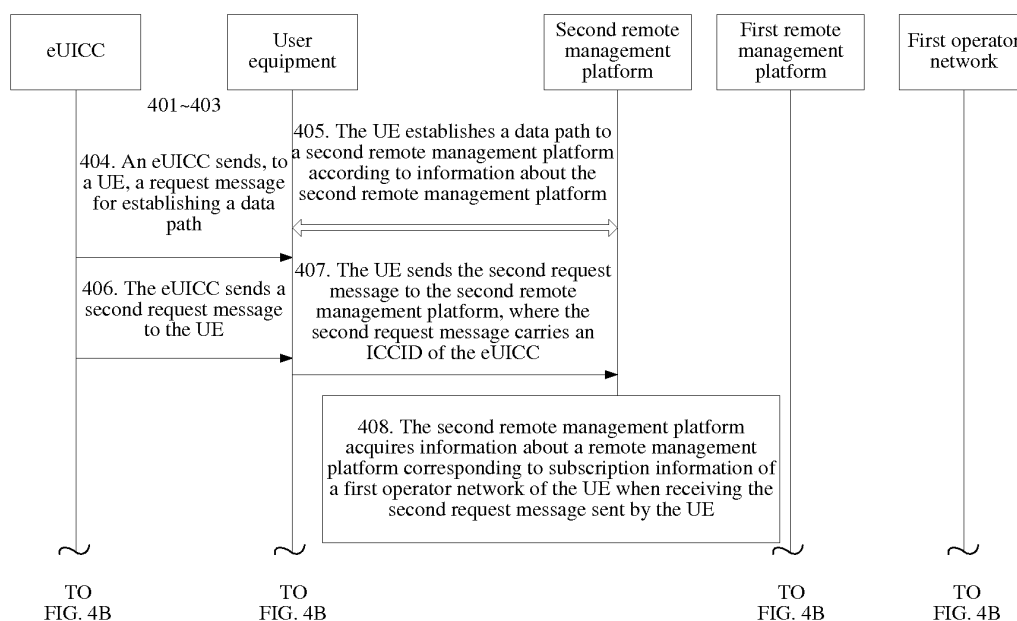 eUICC
User
equipment
Second remote
management
platform
First remote
management
platform
First operator
network
401~403
404. An eUICC sends, to
a UE, a request message
for establishing a data
path
405. The UE establishes a data path to
a second remote management platform
according to information about the
second remote management platform
406. The eUICC sends a
second request message
to the UE
407. The UE sends the second request
message to the second remote
management platform, where the
second request message carries an
ICCID of the eUICC
408. The second remote management platform
acquires information about a remote management
platform corresponding to subscription information of
a first operator network of the UE when receiving the
second request message sent by the UE
TO
FIG. 4B
TO
FIG. 4B
TO
FIG. 4B
TO
FIG. 4B